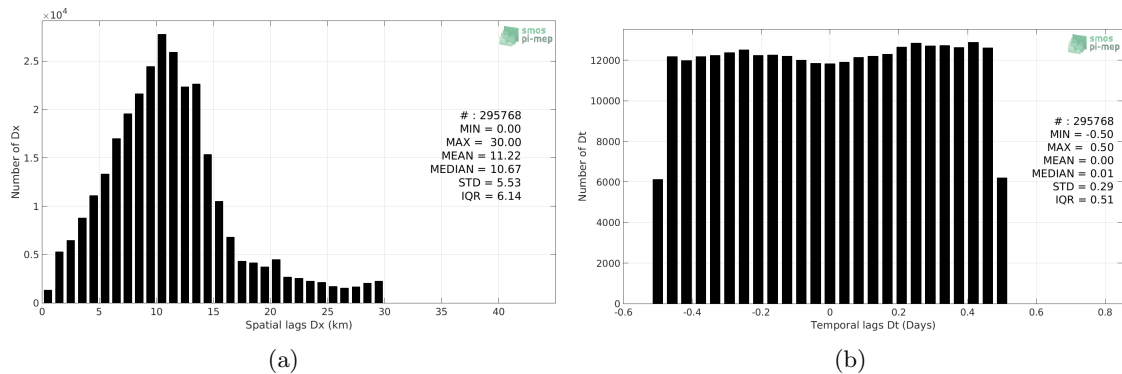 ×10⁴
smos
pi-mep
2.5
2
1.5
1
0.5
0
Number of Dx
# : 295768
MIN = 0.00
MAX = 30.00
MEAN = 11.22
MEDIAN = 10.67
STD = 5.53
IQR = 6.14
0 5 10 15 20 25 30 35 40
Spatial lags Dx (km)
(a)
smos
pi-mep
12000
10000
8000
6000
4000
2000
0
Number of Dt
# : 295768
MIN = -0.50
MAX = 0.50
MEAN = 0.00
MEDIAN = 0.01
STD = 0.29
IQR = 0.51
-0.6 -0.4 -0.2 0 0.2 0.4 0.6 0.8
Temporal lags Dt (Days)
(b)